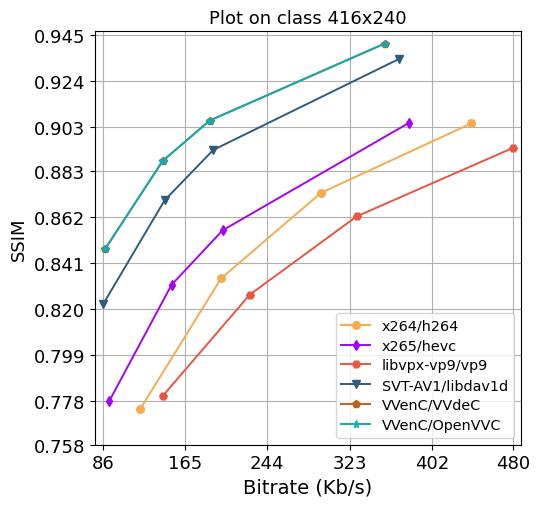 Plot on class 416x240
0.945
0.924
0.903
0.883
0.862
0.841
0.820
0.799
0.778
0.758
SSIM
x264/h264
x265/hevc
libvpx-vp9/vp9
SVT-AV1/libdav1d
VVenC/VVdeC
VVenC/OpenVVC
86 165 244 323 402 480
Bitrate (Kb/s)